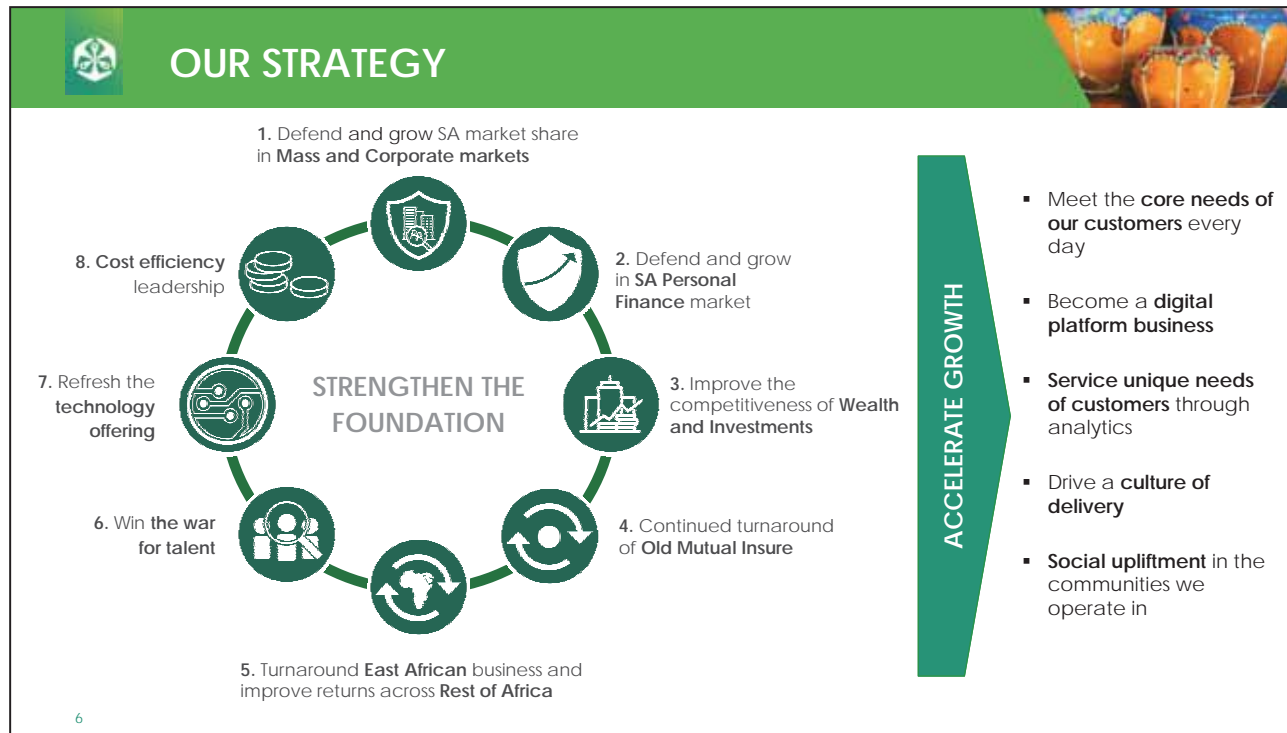 OUR STRATEGY
1. Defend and grow SA market share
in Mass and Corporate markets
2. Defend and grow
in SA Personal
Finance market
3. Improve the
competitiveness of Wealth
and Investments
4. Continued turnaround
of Old Mutual Insure
5. Turnaround East African business and
improve returns across Rest of Africa
6. Win the war
for talent
7. Refresh the
technology
offering
8. Cost efficiency
leadership
STRENGTHEN THE
FOUNDATION
ACCELERATE GROWTH
▪ Meet the core needs of
our customers every
day
▪ Become a digital
platform business
▪ Service unique needs
of customers through
analytics
▪ Drive a culture of
delivery
▪ Social upliftment in the
communities we
operate in
6